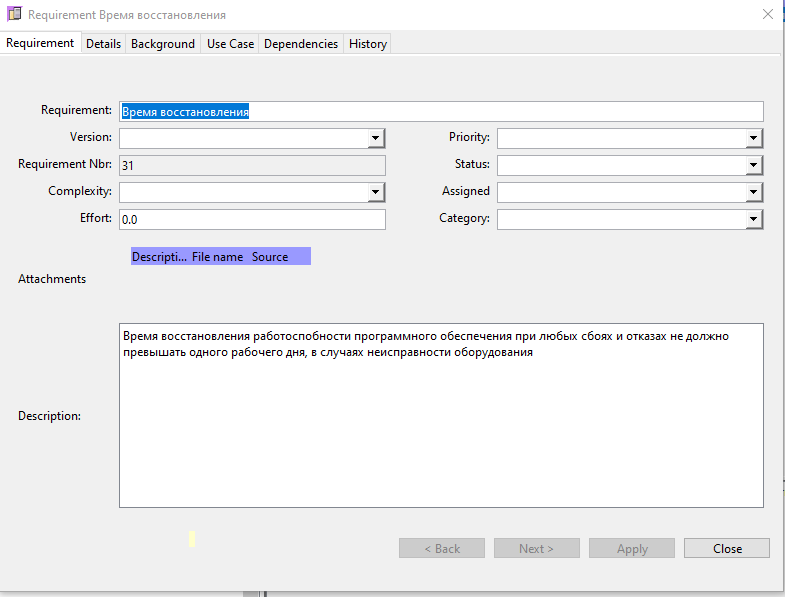 Requirement Время восстановления
Requirement Details Background Use Case Dependencies History
Requirement: Время восстановления
Version: Priority:
Requirement Nbr: 31 Status:
Complexity: Assigned
Effort: 0.0 Category:
Descripti... File name Source
Attachments
Время восстановления работоспобности программного обеспечения при любых сбоях и отказах не должно
превышать одного рабочего дня, в случаях неисправности оборудования
Description:
< Back Next > Apply Close